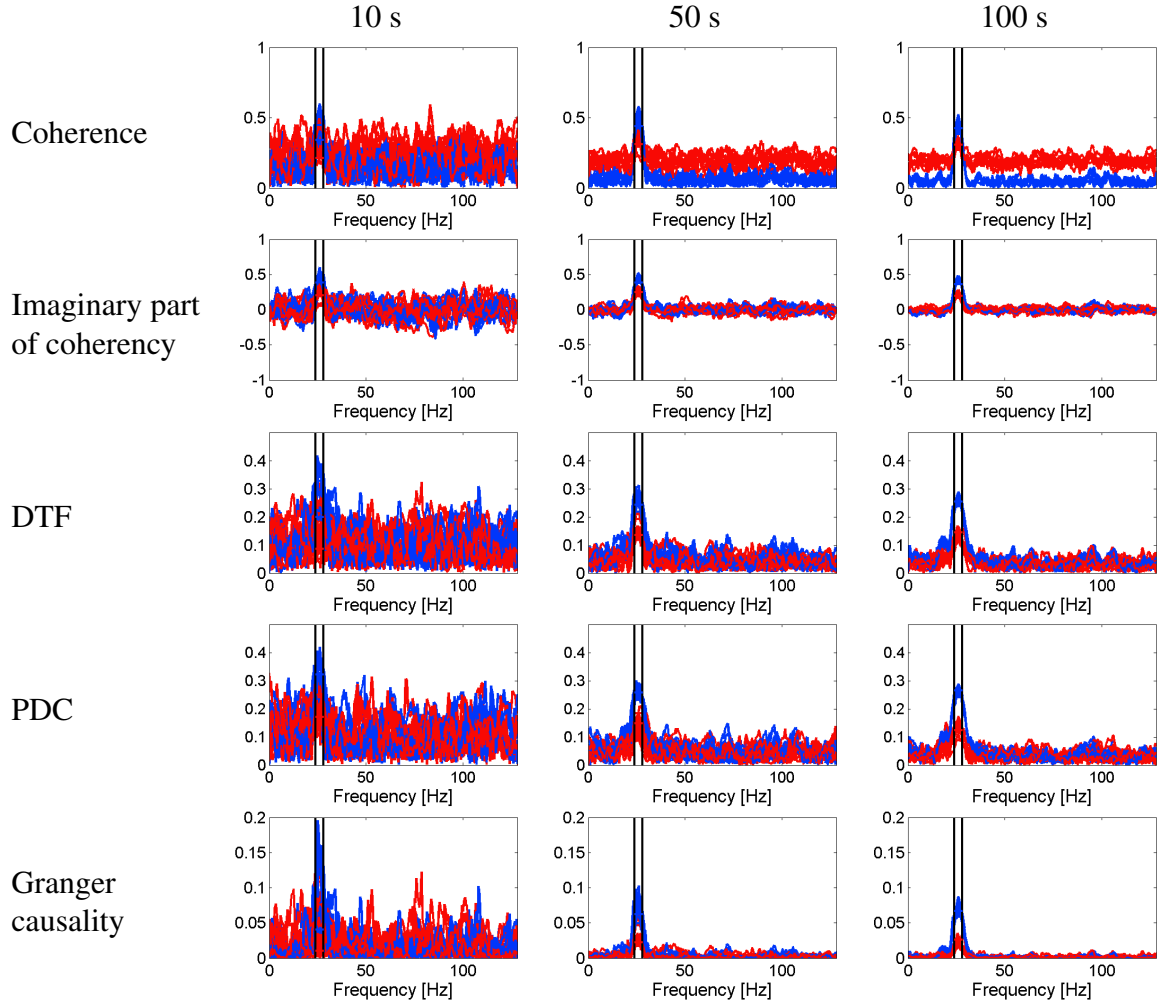 10 s 50 s 100 s
Coherence
1 1 1
0.5 0.5 0.5
0 0 0
0 50 100 0 50 100 0 50 100
Frequency [Hz] Frequency [Hz] Frequency [Hz]
Imaginary part
of coherency
1 1 1
0.5 0.5 0.5
0 0 0
-0.5 -0.5 -0.5
-1 -1 -1
0 50 100 0 50 100 0 50 100
Frequency [Hz] Frequency [Hz] Frequency [Hz]
DTF
0.4 0.4 0.4
0.3 0.3 0.3
0.2 0.2 0.2
0.1 0.1 0.1
0 0 0
0 50 100 0 50 100 0 50 100
Frequency [Hz] Frequency [Hz] Frequency [Hz]
PDC
0.4 0.4 0.4
0.3 0.3 0.3
0.2 0.2 0.2
0.1 0.1 0.1
0 0 0
0 50 100 0 50 100 0 50 100
Frequency [Hz] Frequency [Hz] Frequency [Hz]
Granger
causality
0.2 0.2 0.2
0.15 0.15 0.15
0.1 0.1 0.1
0.05 0.05 0.05
0 0 0
0 50 100 0 50 100 0 50 100
Frequency [Hz] Frequency [Hz] Frequency [Hz]